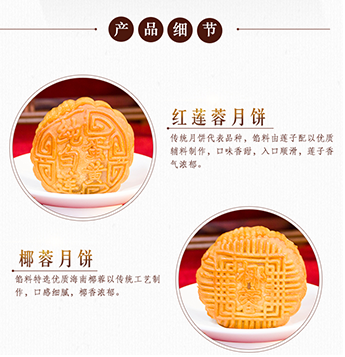 产品细节
红莲蓉月饼
传统月饼代表品种，馅料由莲子配以优质
辅料制作，口味香甜，入口顺滑，莲子香
气浓郁。
椰蓉月饼
馅料特选优质海南椰蓉以传统工艺制
作，口感细腻，椰香浓郁。